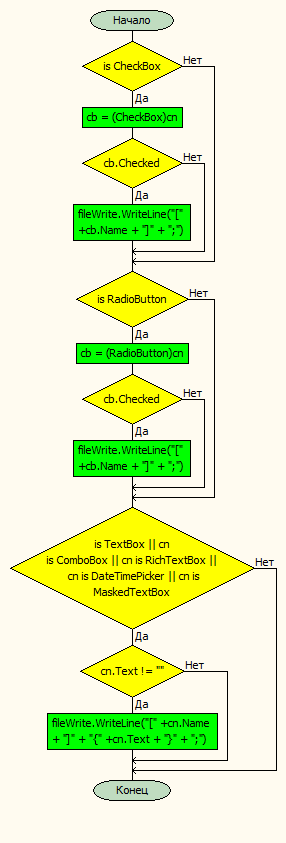 Начало
is CheckBox
Нет
Да
cb = (CheckBox)cn
cb.Checked
Нет
Да
fileWrite.WriteLine("["
+cb.Name + "]" + ";")
is RadioButton
Нет
Да
cb = (RadioButton)cn
cb.Checked
Нет
Да
fileWrite.WriteLine("["
+cb.Name + "]" + ";")
is TextBox || cn
is ComboBox || cn is RichTextBox ||
cn is DateTimePicker || cn is
MaskedTextBox
Нет
Да
cn.Text != ""
Нет
Да
fileWrite.WriteLine("[" +cn.Name
+ "]" + "{" +cn.Text + "}" + ";")
Конец